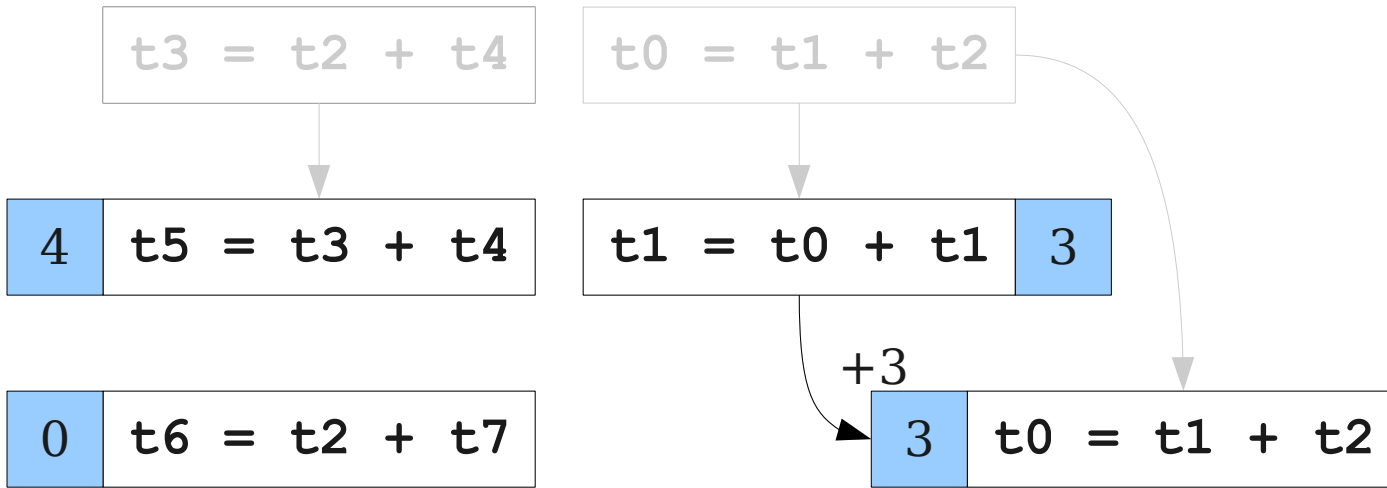 t3 = t2 + t4 t0 = t1 + t2
4 t5 = t3 + t4 t1 = t0 + t1 3
+3
0 t6 = t2 + t7 3 t0 = t1 + t2